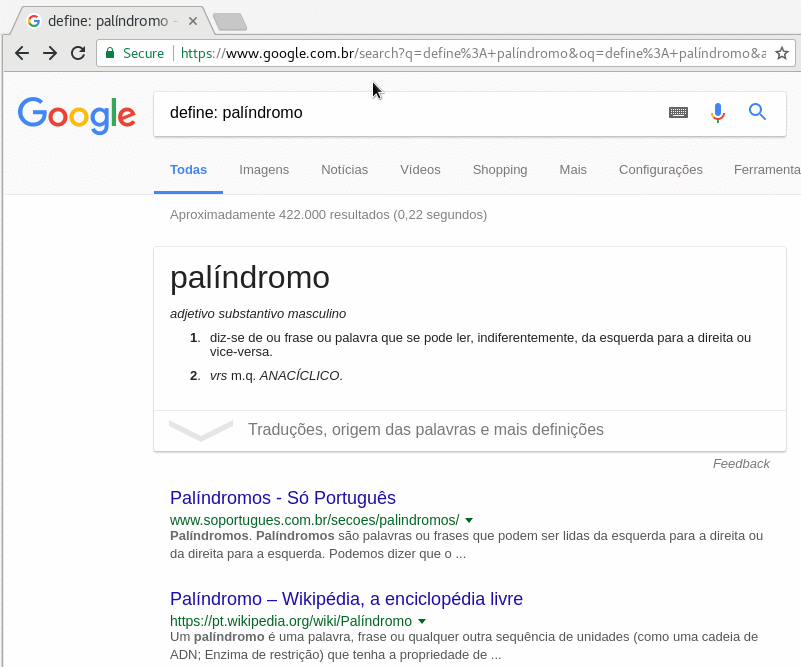 define: palíndromo -
Secure
https://www.google.com.br/search?q=define%3A+palíndromo&oq=define%3A+palíndromo&a
Google
define: palíndromo
Todas Imagens Notícias Vídeos Shopping Mais Configurações Ferramenta
Aproximadamente 422.000 resultados (0,22 segundos)
palíndromo
adjetivo substantivo masculino
1. diz-se de ou frase ou palavra que se pode ler, indiferentemente, da esquerda para a direita ou
vice-versa.
2. vrs m.q. ANACÍCLICO.
Traduções, origem das palavras e mais definições
Feedback
Palíndromos - Só Português
www.soportugues.com.br/secoes/palindromos/
Palíndromos. Palíndromos são palavras ou frases que podem ser lidas da esquerda para a direita ou
da direita para a esquerda. Podemos dizer que o ...
Palíndromo – Wikipédia, a enciclopédia livre
https://pt.wikipedia.org/wiki/Palíndromo
Um palíndromo é uma palavra, frase ou qualquer outra sequência de unidades (como uma cadeia de
ADN; Enzima de restrição) que tenha a propriedade de ...